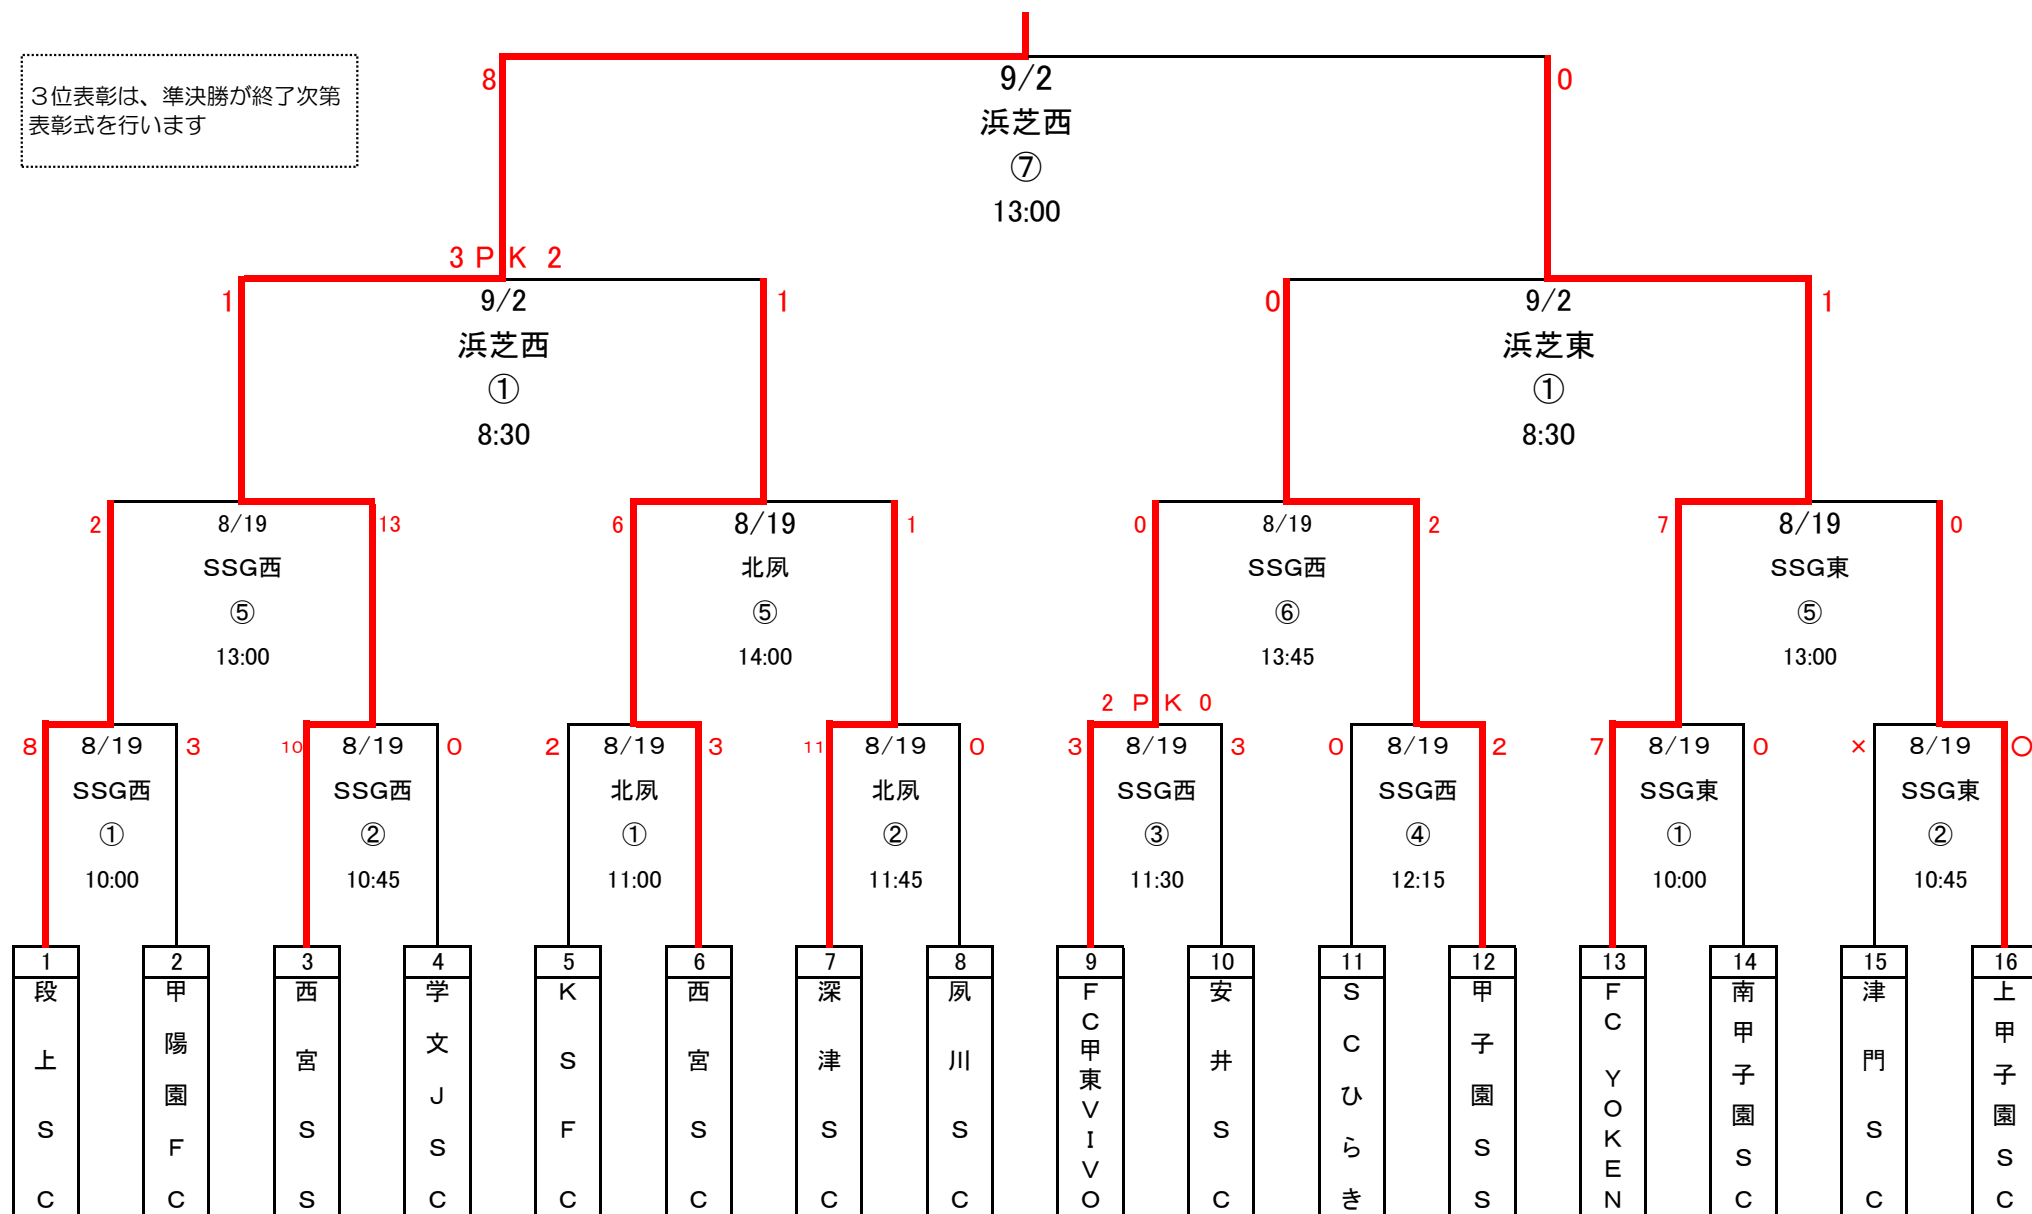 ３位表彰は、準決勝が終了次第
表彰式を行います
8 9/2 0
浜芝西
⑦
13:00
3 P K 2
1 9/2 1 0 9/2 1
浜芝西 浜芝東
① ①
8:30 8:30
2 8/19 13 6 8/19 1 0 8/19 2 7 8/19 0
SSG西 北夙 SSG西 SSG東
⑤ ⑤ ⑥ ⑤
13:00 14:00 13:45 13:00
2 P K 0
8 8/19 3 10 8/19 0 2 8/19 3 11 8/19 0 3 8/19 3 0 8/19 2 7 8/19 0 × 8/19 〇
SSG西 SSG西 北夙 北夙 SSG西 SSG西 SSG東 SSG東
① ② ① ② ③ ④ ① ②
10:00 10:45 11:00 11:45 11:30 12:15 10:00 10:45
1 2 3 4 5 6 7 8 9 10 11 12 13 14 15 16
段上SC
甲陽園FC
西宮SS
学文JSC
KSFC
西宮SC
深津SC
夙川SC
FC甲東VIVO
安井SC
SCひらき
甲子園SS
FC YOKEN
南甲子園SC
津門SC
上甲子園SC